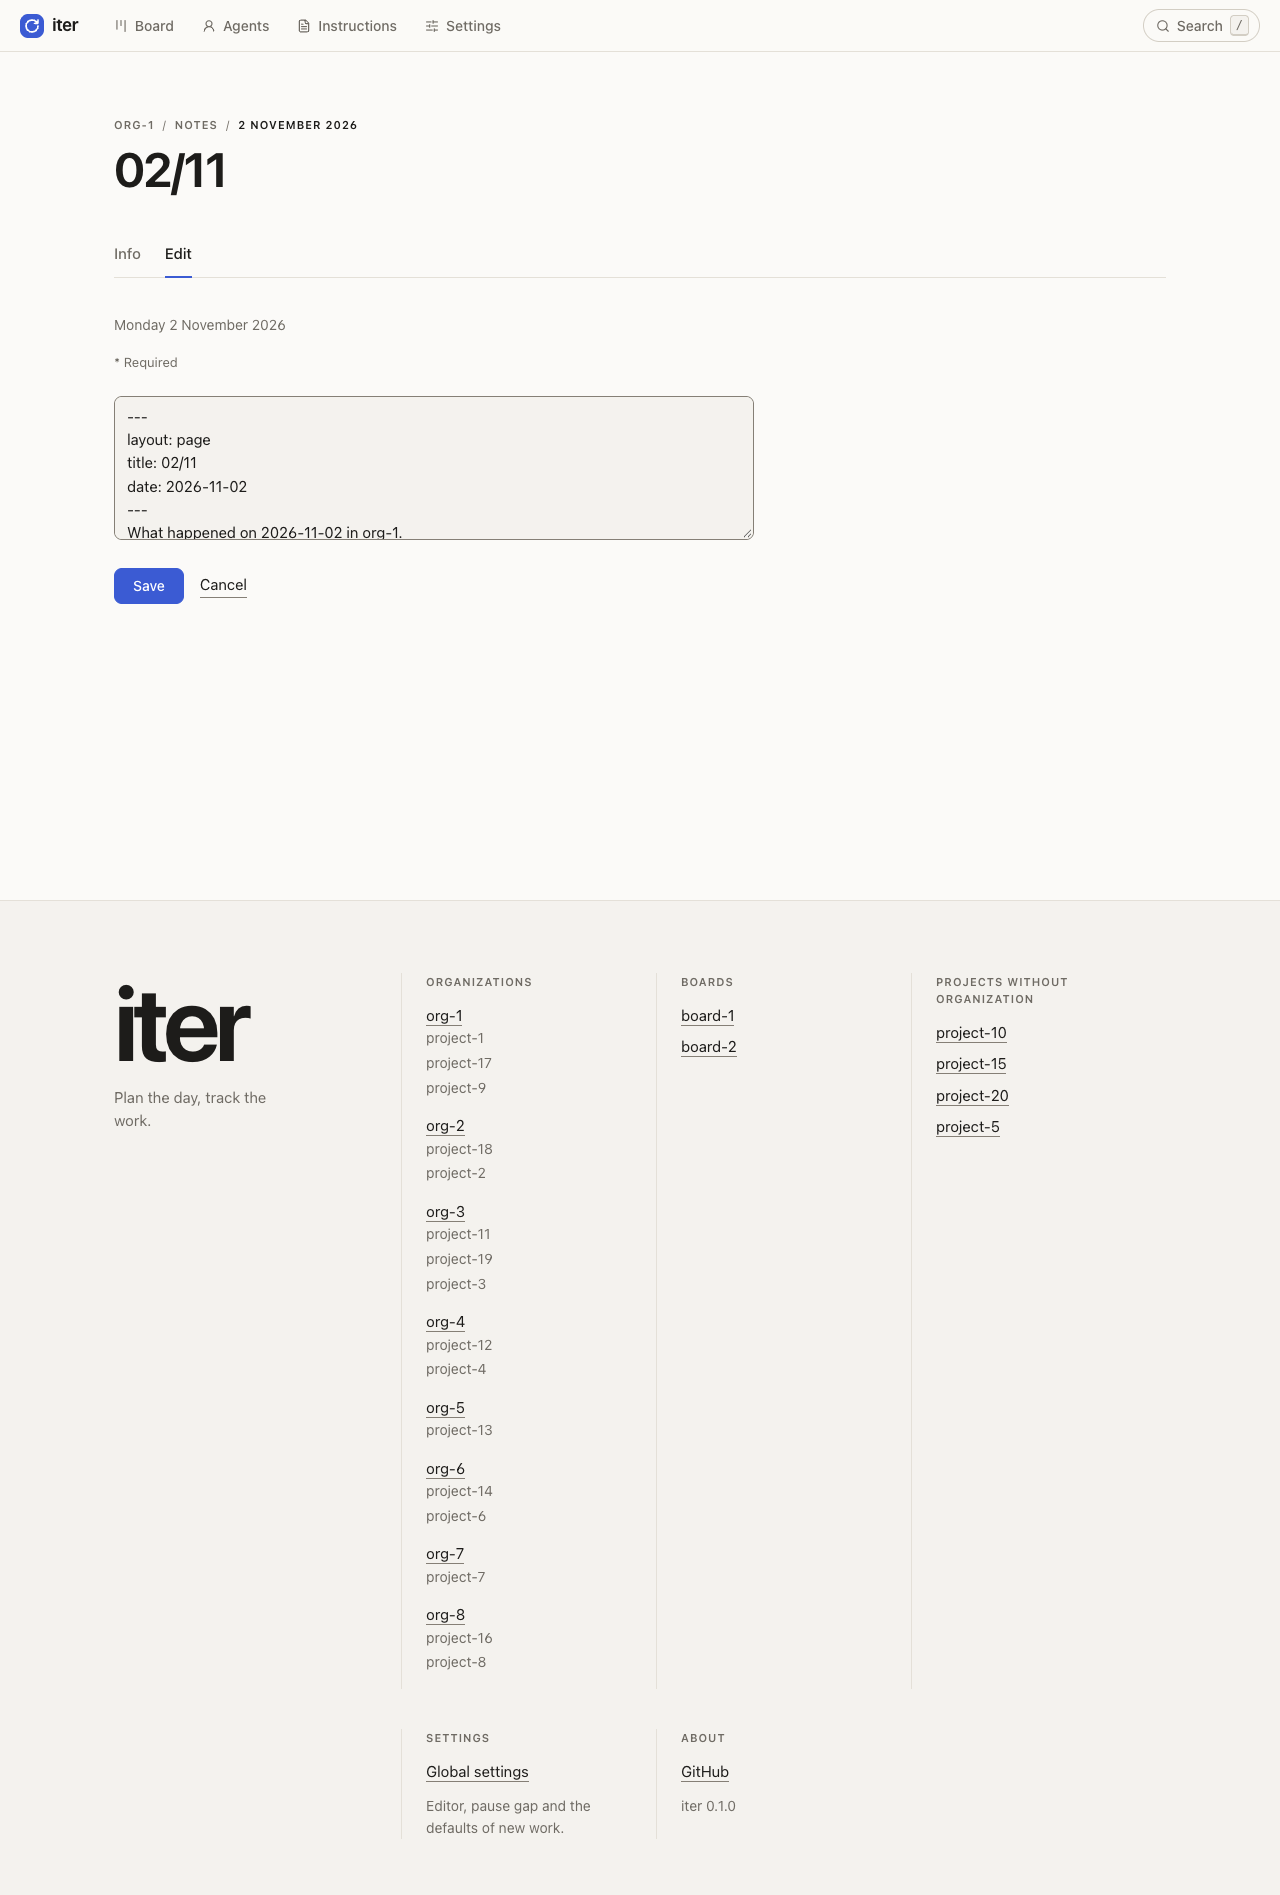 iter
Board
Agents
Instructions
Settings
Search /
ORG-1 / NOTES / 2 NOVEMBER 2026
02/11
Info
Edit
Monday 2 November 2026
* Required
---
layout: page
title: 02/11
date: 2026-11-02
---
What happened on 2026-11-02 in org-1.
Save
Cancel
iter
Plan the day, track the
work.
ORGANIZATIONS
org-1
project-1
project-17
project-9
org-2
project-18
project-2
org-3
project-11
project-19
project-3
org-4
project-12
project-4
org-5
project-13
org-6
project-14
project-6
org-7
project-7
org-8
project-16
project-8
BOARDS
board-1
board-2
PROJECTS WITHOUT
ORGANIZATION
project-10
project-15
project-20
project-5
SETTINGS
Global settings
Editor, pause gap and the
defaults of new work.
ABOUT
GitHub
iter 0.1.0